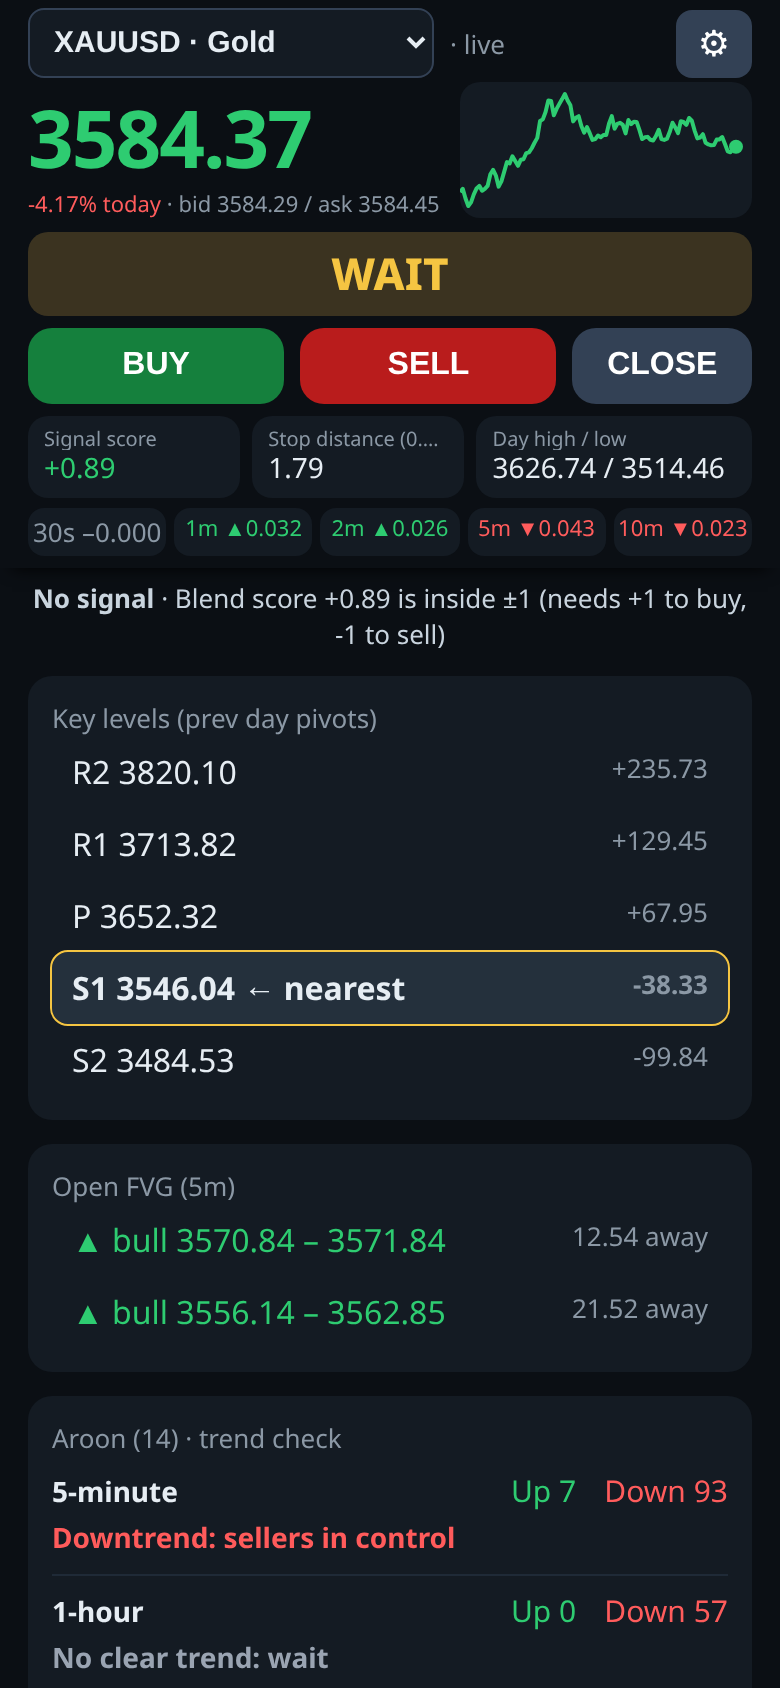 XAUUSD · Gold
· live
3584.37
-4.17% today · bid 3584.29 / ask 3584.45
WAIT
BUY
SELL
CLOSE
Signal score
+0.89
Stop distance (0....
1.79
Day high / low
3626.74 / 3514.46
30s –0.000
1m ▲0.032
2m ▲0.026
5m ▼0.043
10m ▼0.023
No signal · Blend score +0.89 is inside ±1 (needs +1 to buy,
-1 to sell)
Key levels (prev day pivots)
R2 3820.10 +235.73
R1 3713.82 +129.45
P 3652.32 +67.95
S1 3546.04 ← nearest -38.33
S2 3484.53 -99.84
Open FVG (5m)
▲ bull 3570.84 – 3571.84 12.54 away
▲ bull 3556.14 – 3562.85 21.52 away
Aroon (14) · trend check
5-minute Up 7 Down 93
Downtrend: sellers in control
1-hour Up 0 Down 57
No clear trend: wait